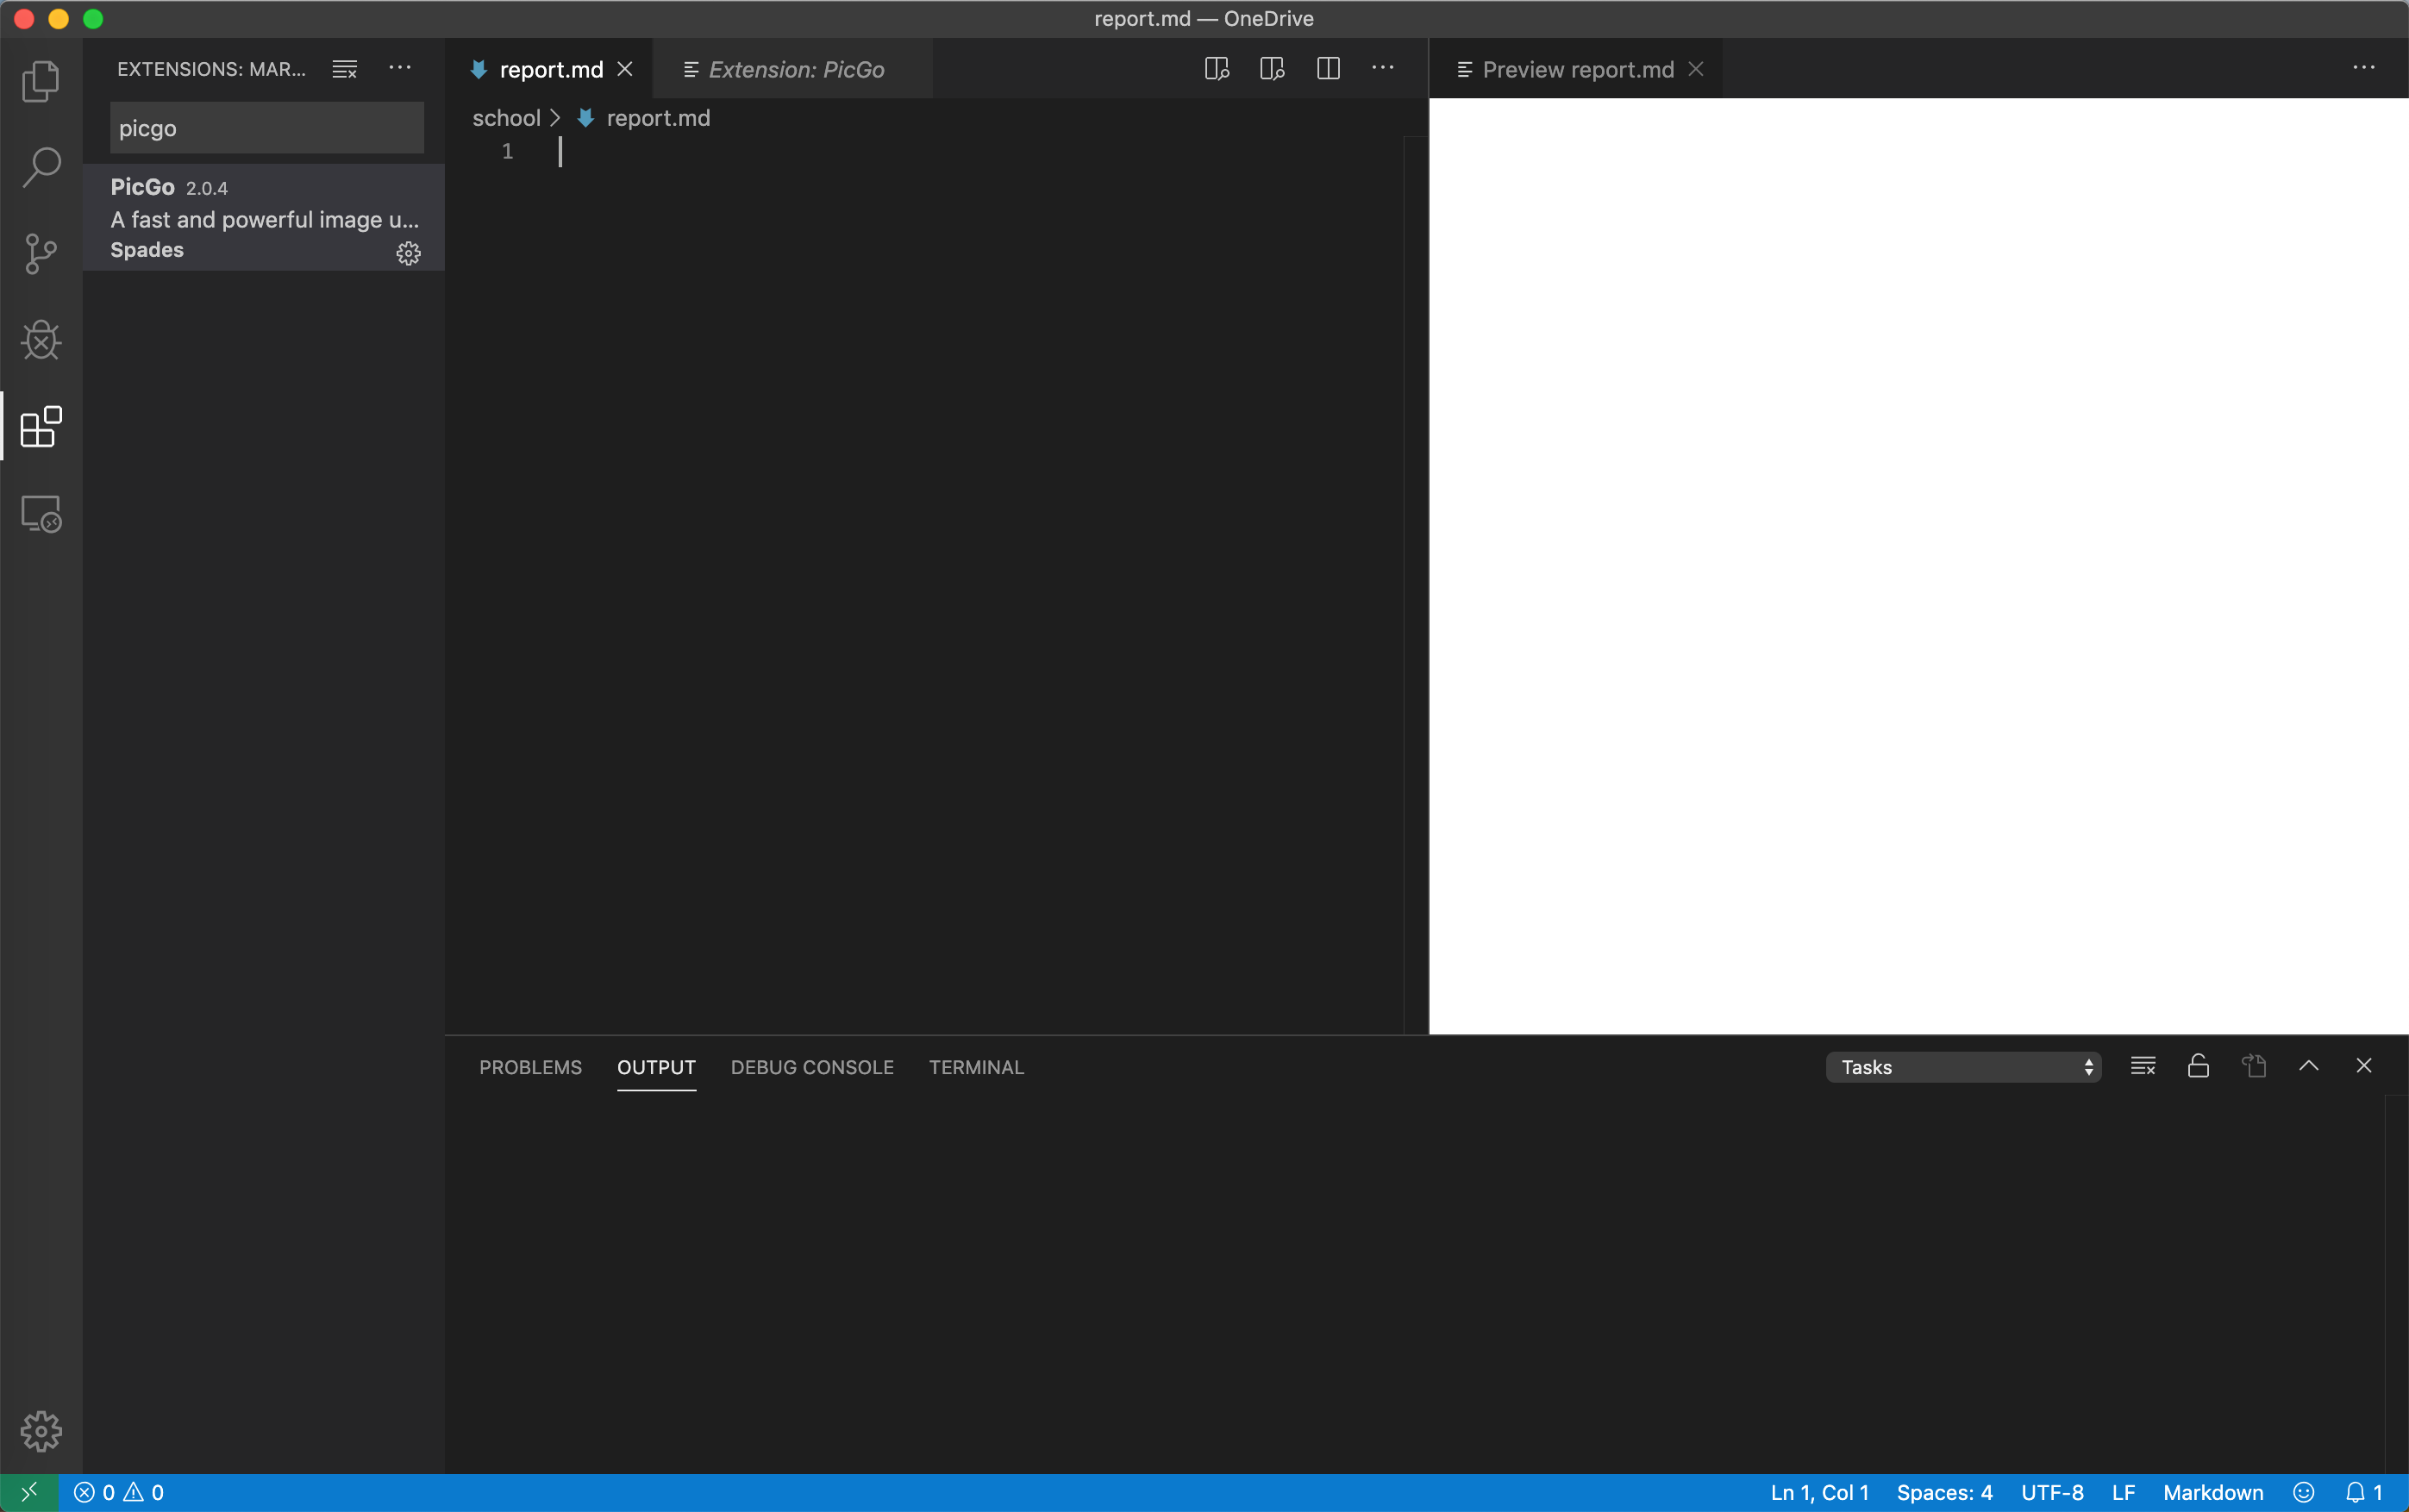 report.md — OneDrive
EXTENSIONS: MAR...
picgo
PicGo 2.0.4
A fast and powerful image u...
Spades
report.md
Extension: PicGo
school > report.md
1
Preview report.md
PROBLEMS OUTPUT DEBUG CONSOLE TERMINAL
Tasks
0 0
Ln 1, Col 1 Spaces: 4 UTF-8 LF Markdown 1